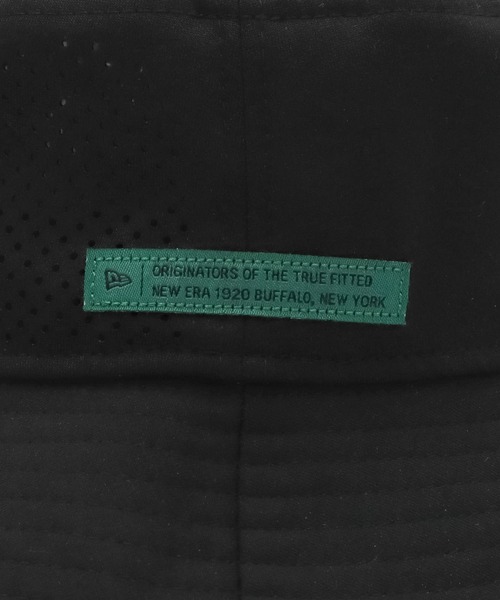 ORIGINATORS OF THE TRUE FITTED
NEW ERA 1920 BUFFALO, NEW YORK